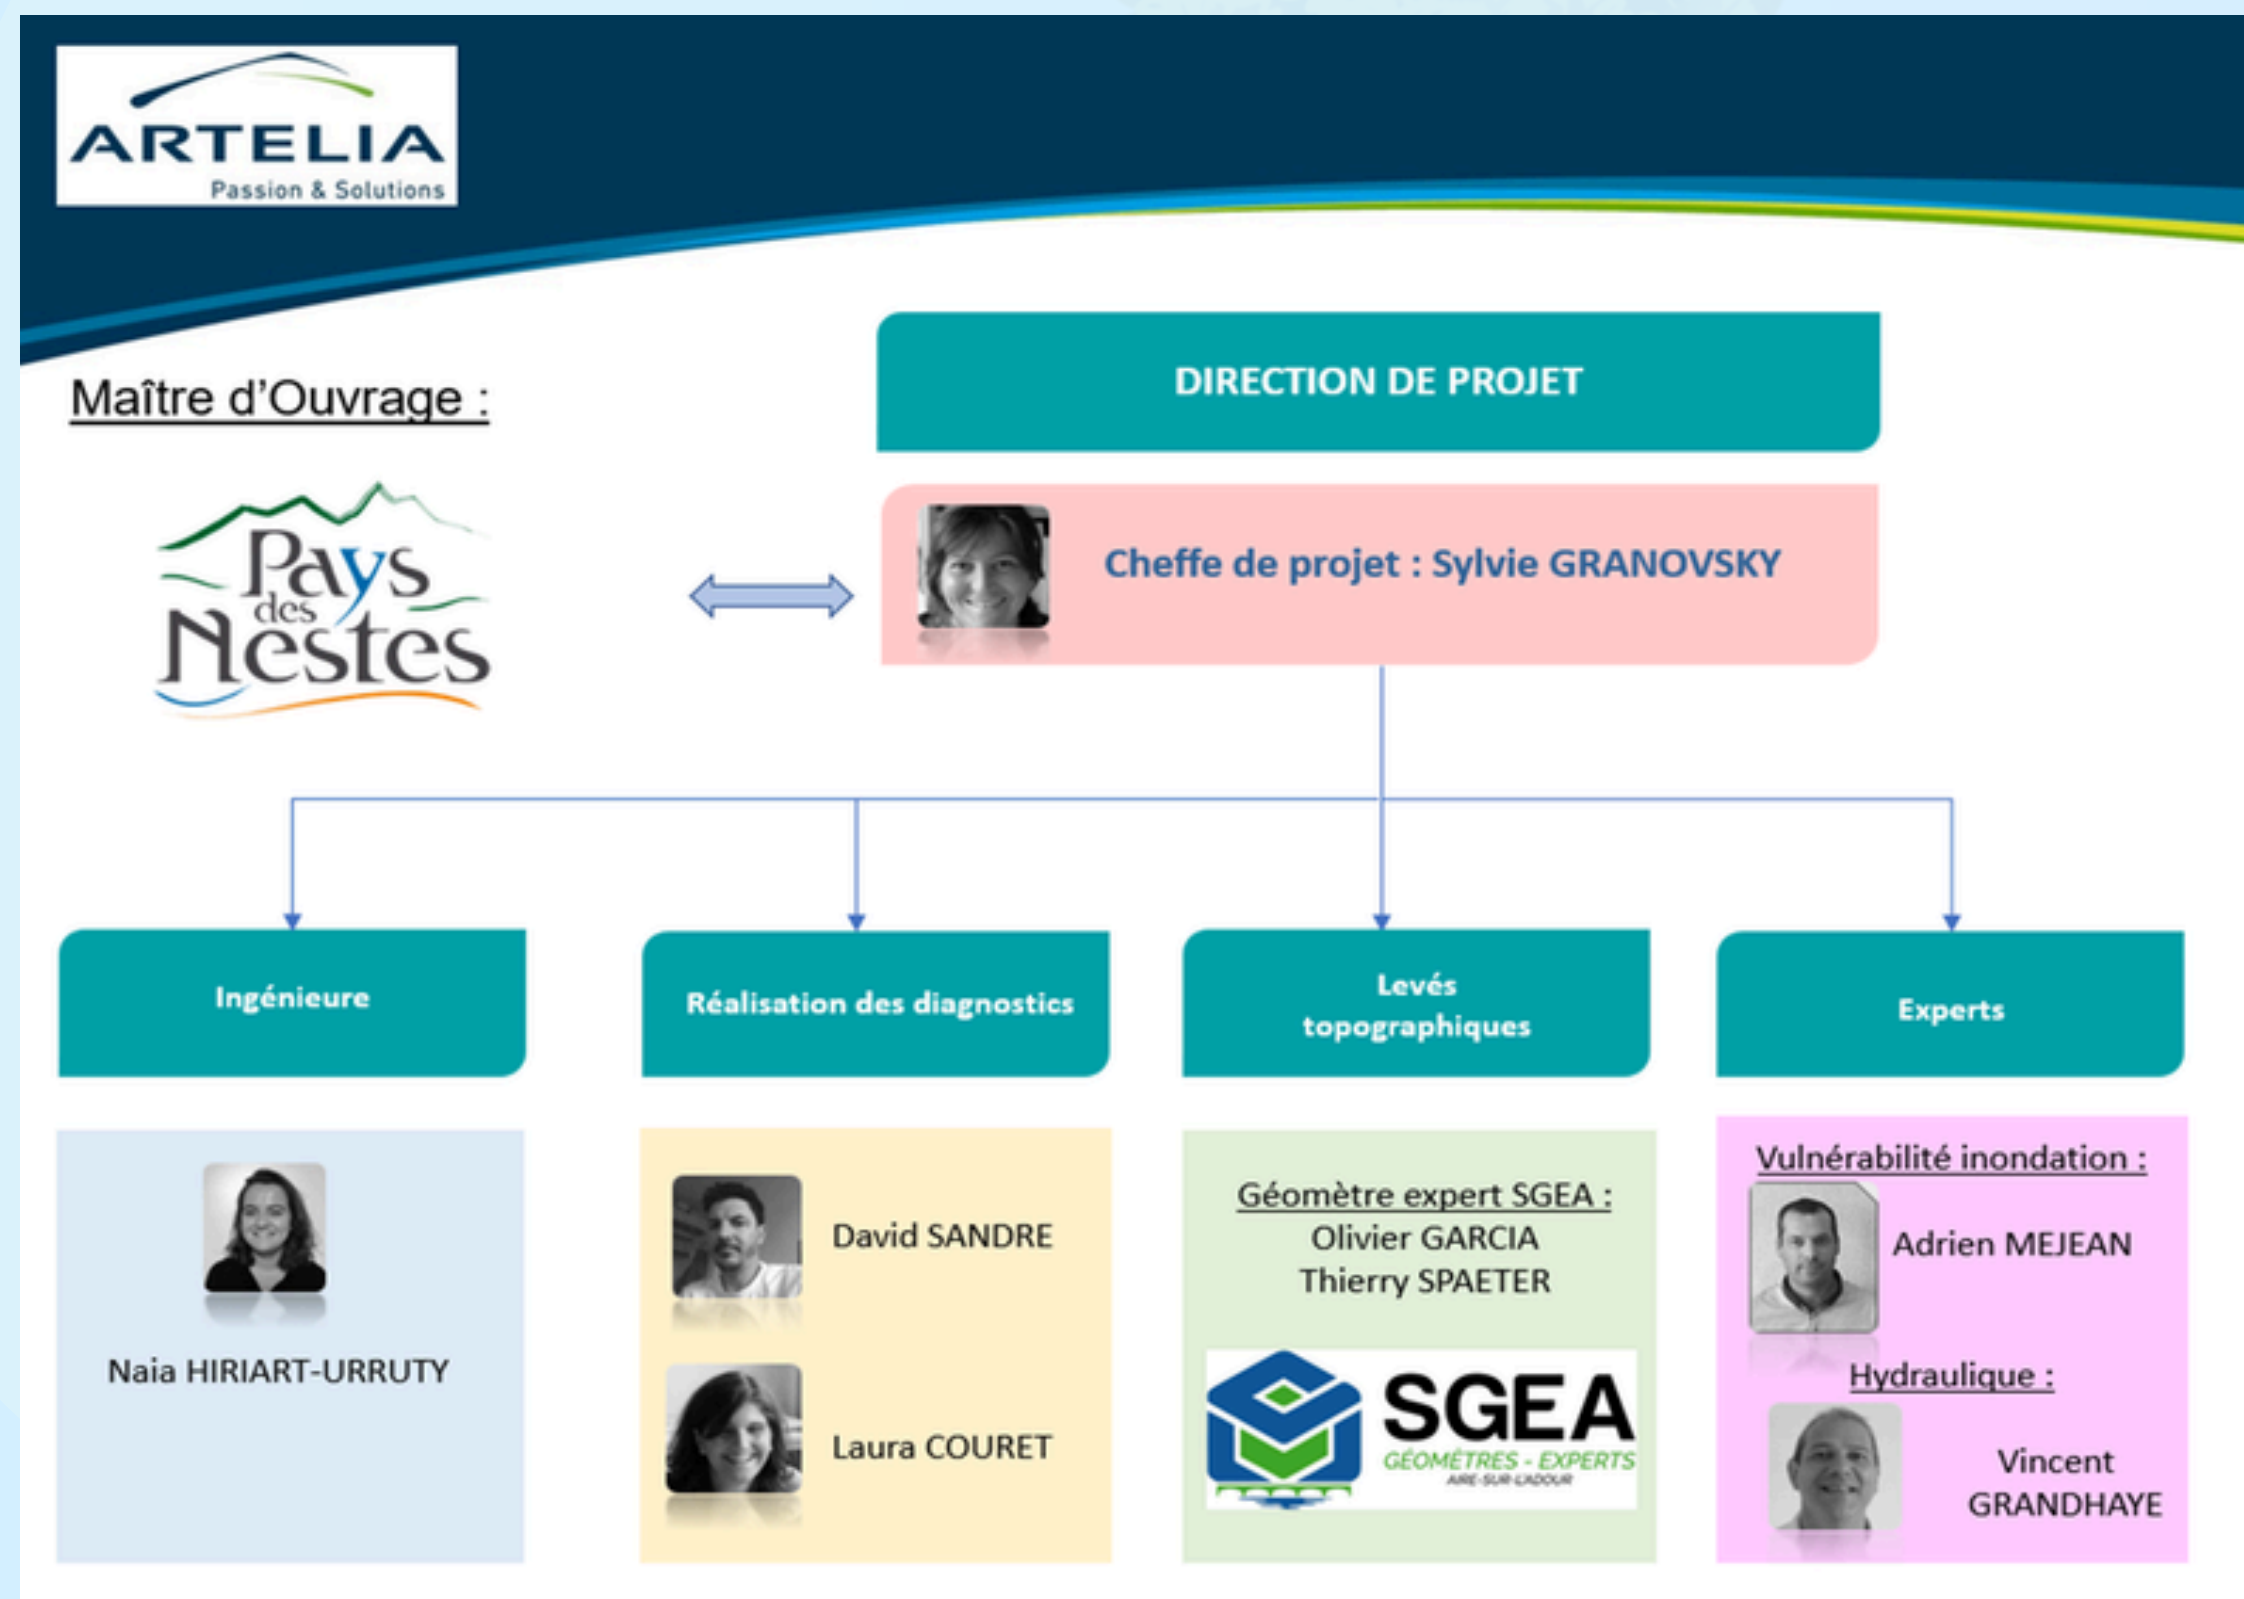 ARTELIA
Passion & Solutions
Maître d'Ouvrage :
Pays
des
Nestes
DIRECTION DE PROJET
Cheffe de projet : Sylvie GRANOVSKY
Ingénieure
Naia HIRIART-URRUTY
Réalisation des diagnostics
David SANDRE
Laura COURET
Levés
topographiques
Géomètre expert SGEA :
Olivier GARCIA
Thierry SPAETER
SGEA
GÉOMÈTRES - EXPERTS
AIRE-SUR-L'ADOUR
Experts
Vulnérabilité inondation :
Adrien MEJEAN
Hydraulique :
Vincent
GRANDHAYE